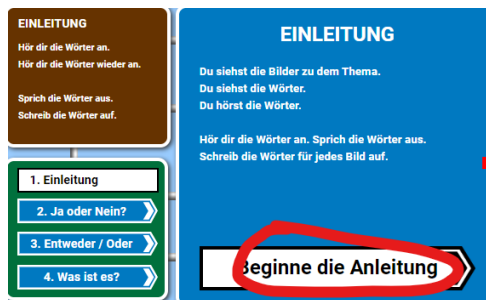 EINLEITUNG
Hör dir die Wörter an.
Hör dir die Wörter wieder an.
Sprich die Wörter aus.
Schreib die Wörter auf.
1. Einleitung
2. Ja oder Nein?
3. Entweder / Oder
4. Was ist es?
EINLEITUNG
Du siehst die Bilder zu dem Thema.
Du siehst die Wörter.
Du hörst die Wörter.
Hör dir die Wörter an. Sprich die Wörter aus.
Schreib die Wörter für jedes Bild auf.
Beginne die Anleitung